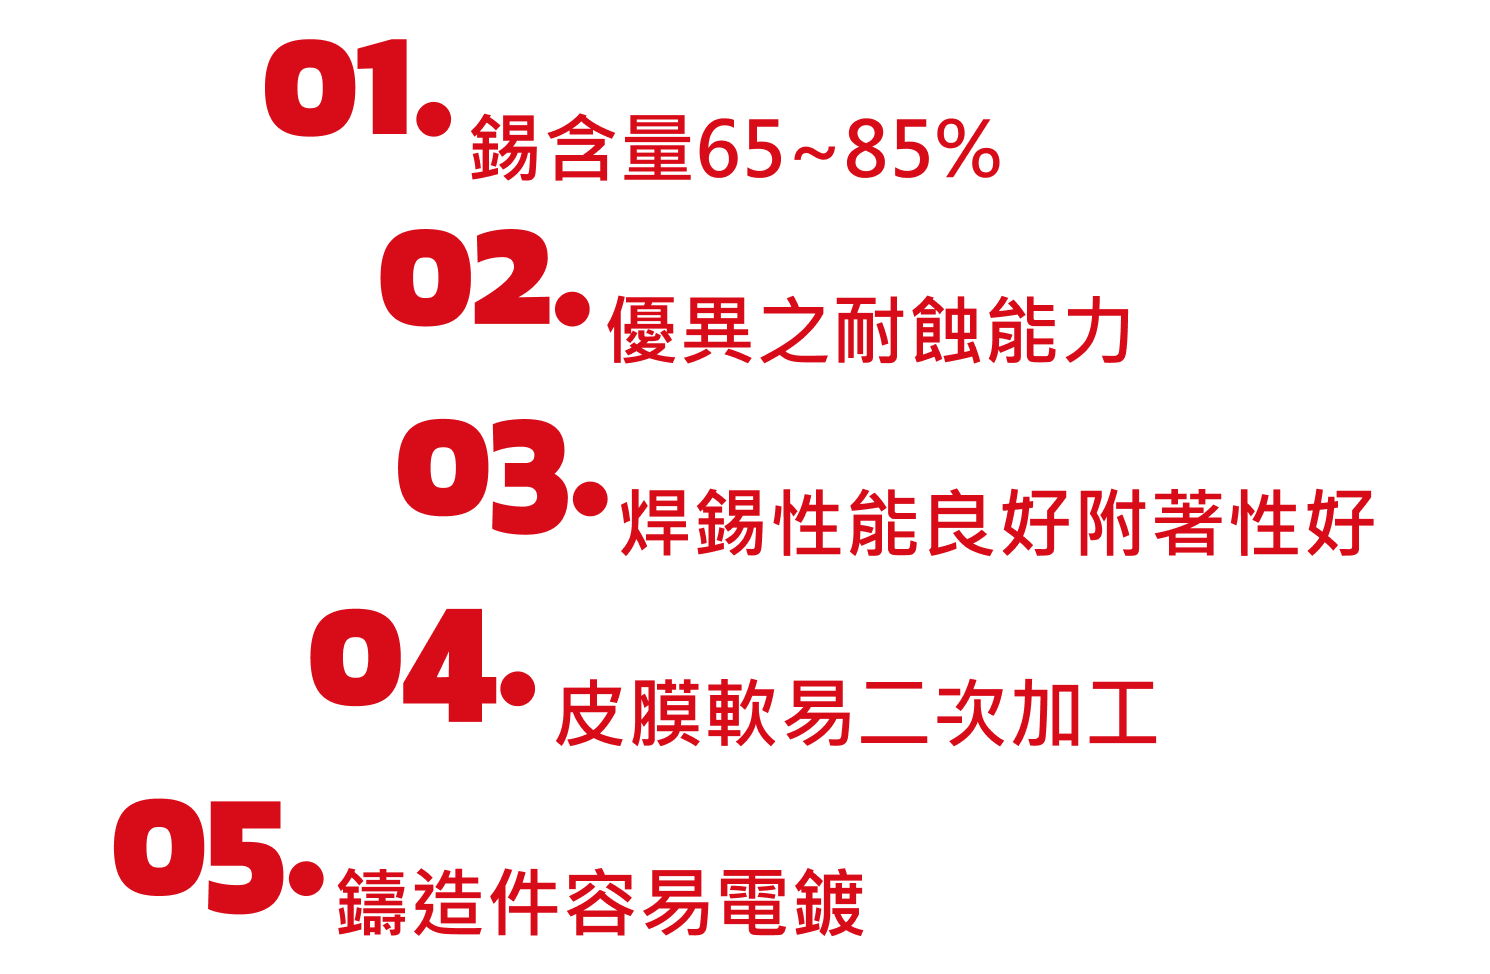 01. 錫含量65~85%
02. 優異之耐蝕能力
03. 焊錫性能良好附著性好
04. 皮膜軟易二次加工
05. 鑄造件容易電鍍